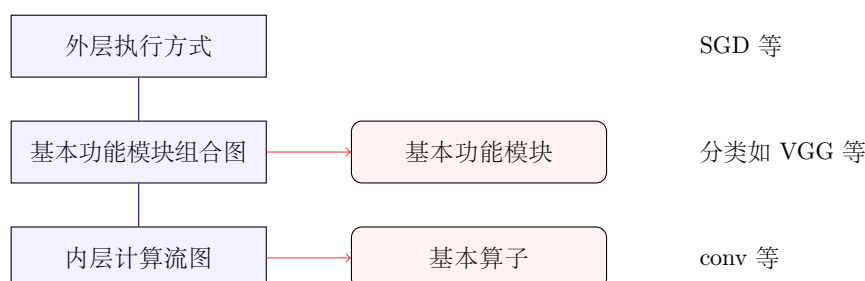 外层执行方式 SGD 等
基本功能模块组合图 基本功能模块 分类如 VGG 等
内层计算流图 基本算子 conv 等